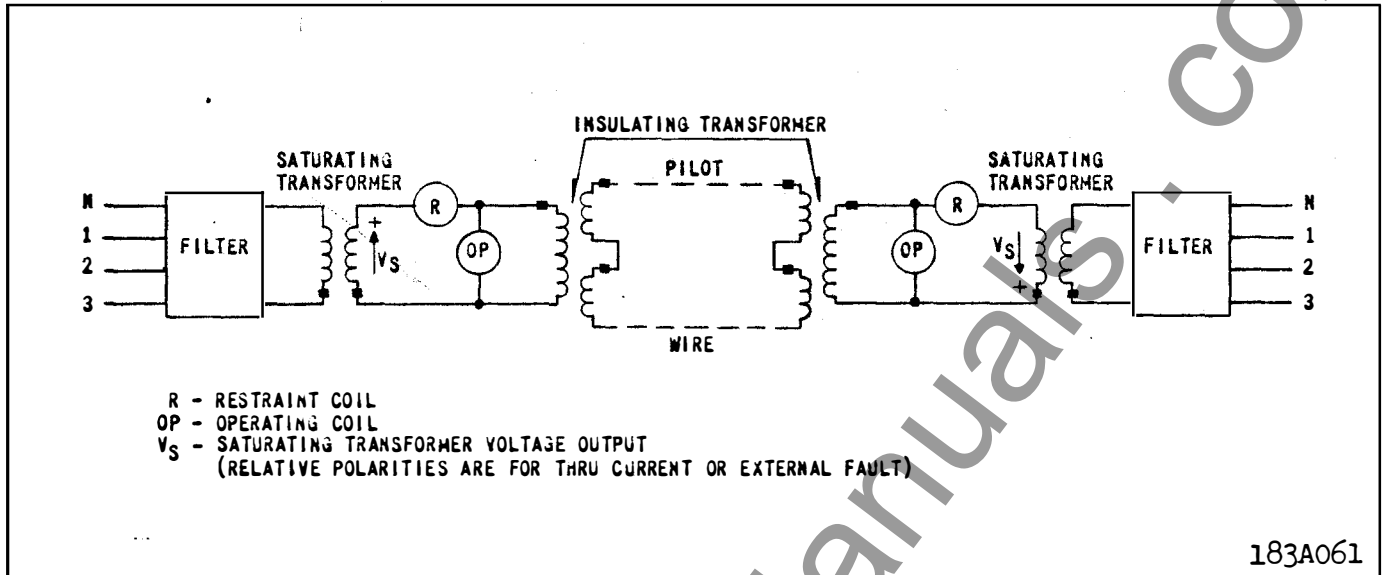 INSULATING TRANSFORMER
SATURATING
TRANSFORMER
PILOT
SATURATING
TRANSFORMER
N
1
2
3
FILTER
+
VS
R
OP
OP
R
VS
+
FILTER
N
1
2
3
WIRE
R - RESTRAINT COIL
OP - OPERATING COIL
VS - SATURATING TRANSFORMER VOLTAGE OUTPUT
(RELATIVE POLARITIES ARE FOR THRU CURRENT OR EXTERNAL FAULT)
183A061